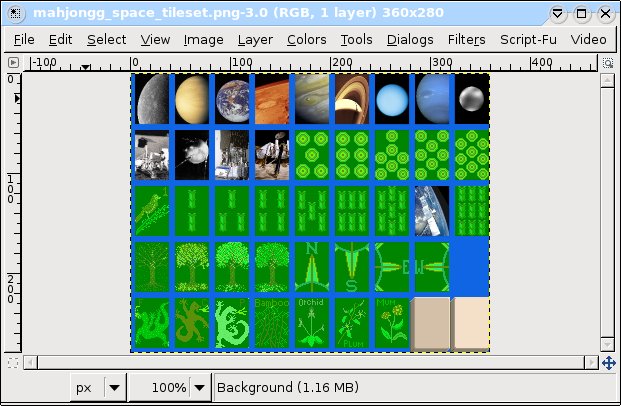 mahjongg_space_tileset.png-3.0 (RGB, 1 layer) 360x280
File Edit Select View Image Layer Colors Tools Dialogs Filters Script-Fu Video
-100 0 100 200 300 400
0
100
200
1
N
S
E W
Bamboo Orchid PLUM MUM
px 100% Background (1.16 MB)